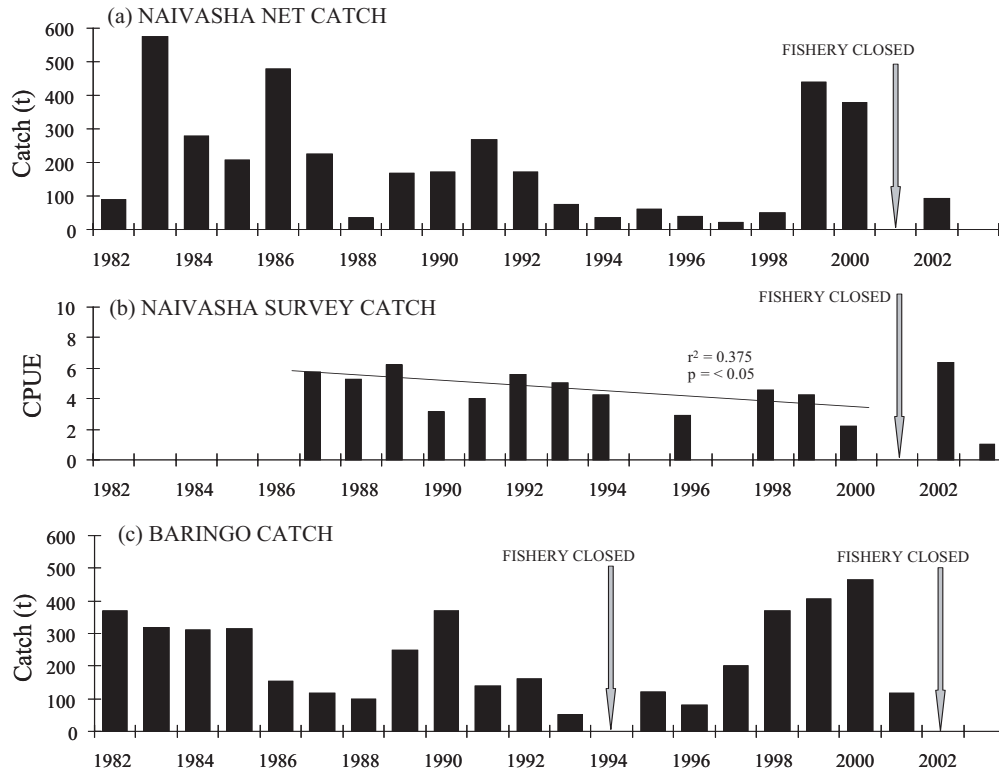 (a) NAIVASHA NET CATCH
600
500
400
300
200
100
0
Catch (t)
FISHERY CLOSED
1982 1984 1986 1988 1990 1992 1994 1996 1998 2000 2002
(b) NAIVASHA SURVEY CATCH
10
8
6
4
2
0
CPUE
FISHERY CLOSED
r² = 0.375
p = < 0.05
1982 1984 1986 1988 1990 1992 1994 1996 1998 2000 2002
(c) BARINGO CATCH
600
500
400
300
200
100
0
Catch (t)
FISHERY CLOSED
FISHERY CLOSED
1982 1984 1986 1988 1990 1992 1994 1996 1998 2000 2002